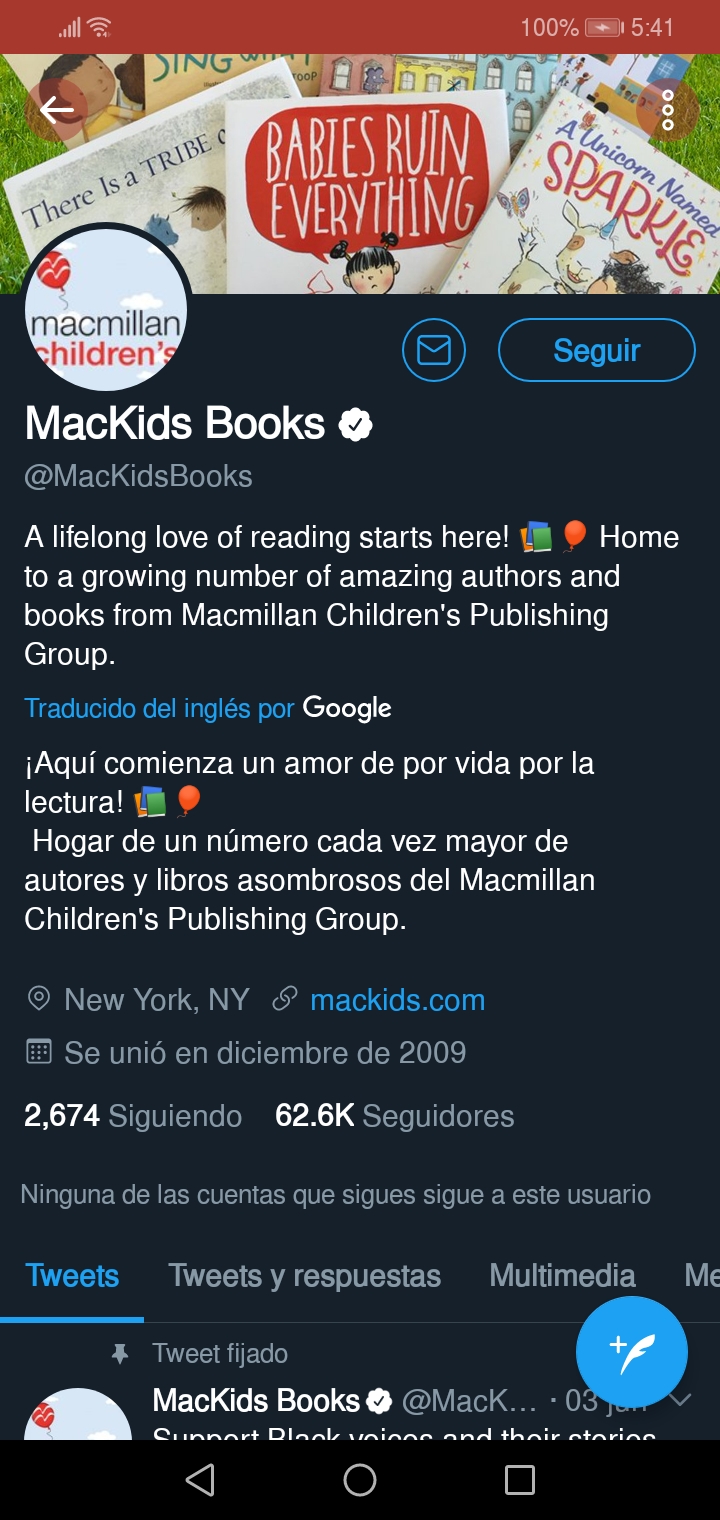 100% 5:41
SING
There Is a TRIBE
BABIES RUIN
EVERYTHING
A Unicorn Named
SPARKLE
macmillan
children's
Seguir
MacKids Books
@MacKidsBooks
A lifelong love of reading starts here! 📚🎈 Home
to a growing number of amazing authors and
books from Macmillan Children's Publishing
Group.
Traducido del inglés por Google
¡Aquí comienza un amor de por vida por la
lectura! 📚🎈
Hogar de un número cada vez mayor de
autores y libros asombrosos del Macmillan
Children's Publishing Group.
New York, NY mackids.com
Se unió en diciembre de 2009
2,674 Siguiendo 62.6K Seguidores
Ninguna de las cuentas que sigues sigue a este usuario
Tweets Tweets y respuestas Multimedia Me
Tweet fijado
MacKids Books @MacK... · 03 jun
Support Black voices and their stories